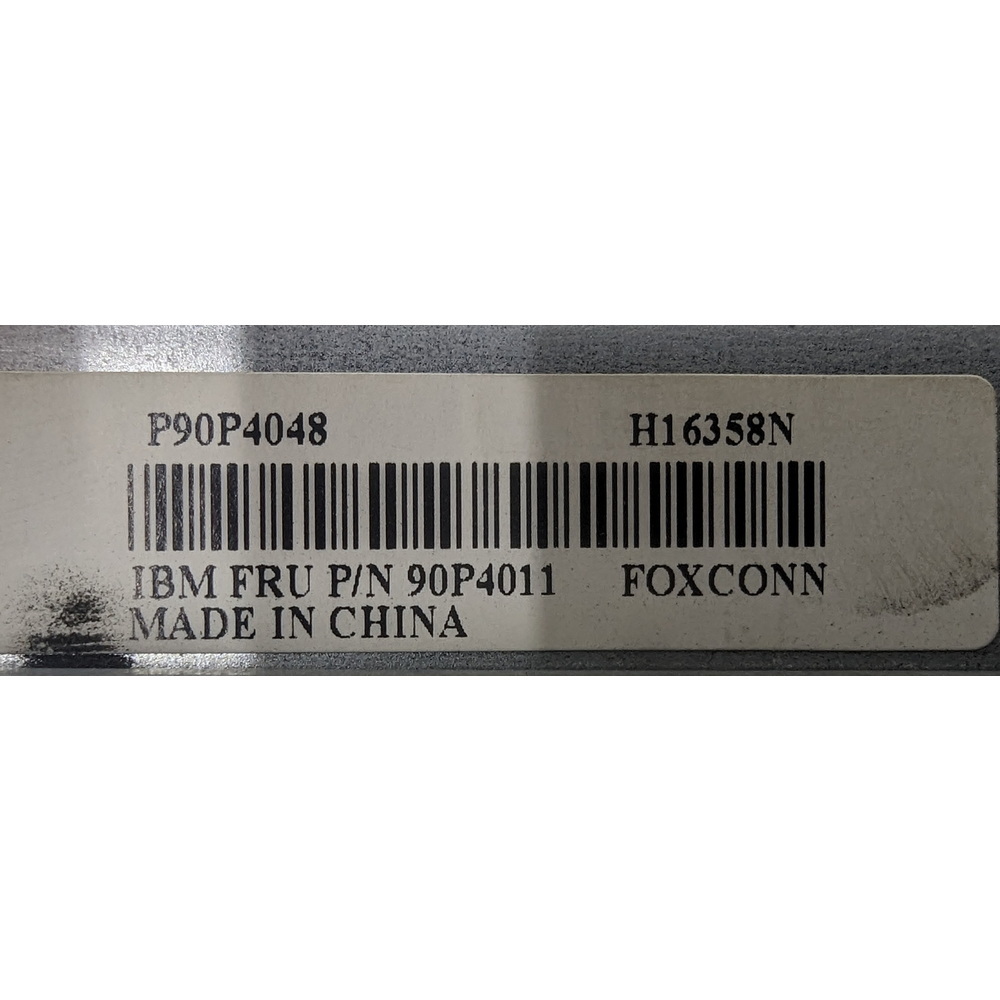 P90P4048 H16358N
IBM FRU P/N 90P4011 FOXCONN
MADE IN CHINA